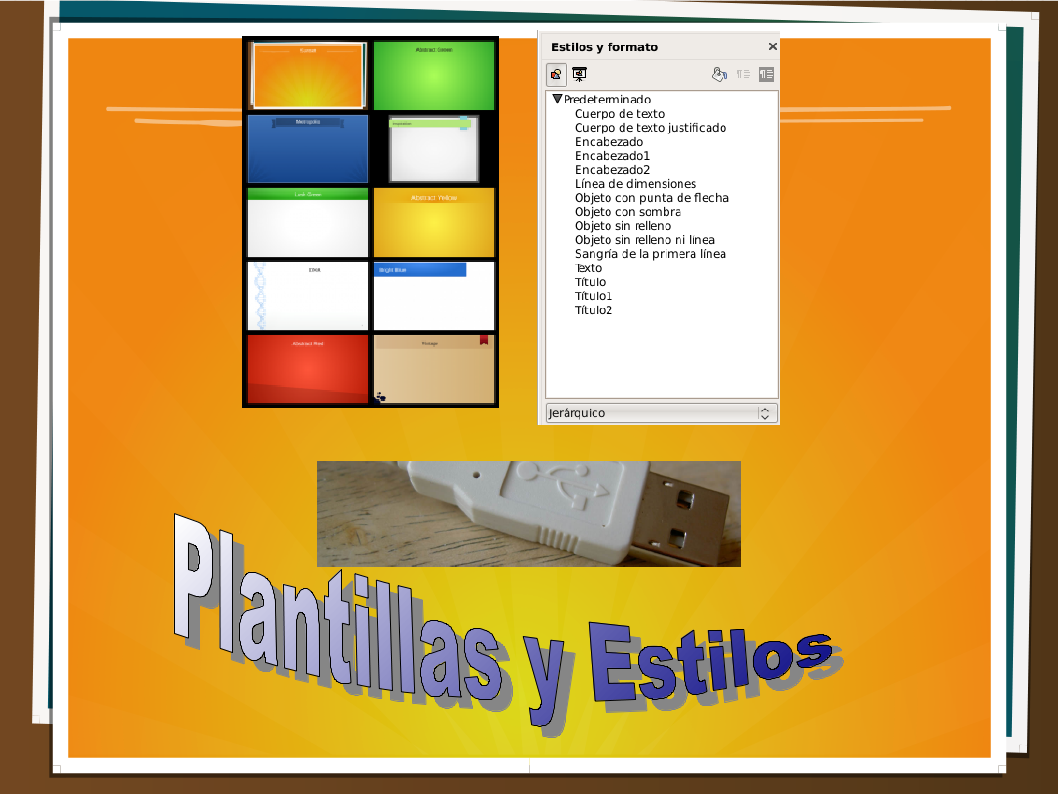 Sunset
Abstract Green
Metropolis
Inspiration
Lush Green
Abstract Yellow
DNA
Bright Blue
Abstract Red
Vintage
Estilos y formato
Predeterminado
Cuerpo de texto
Cuerpo de texto justificado
Encabezado
Encabezado1
Encabezado2
Línea de dimensiones
Objeto con punta de flecha
Objeto con sombra
Objeto sin relleno
Objeto sin relleno ni línea
Sangría de la primera línea
Texto
Título
Título1
Título2
Jerárquico
Plantillas y Estilos